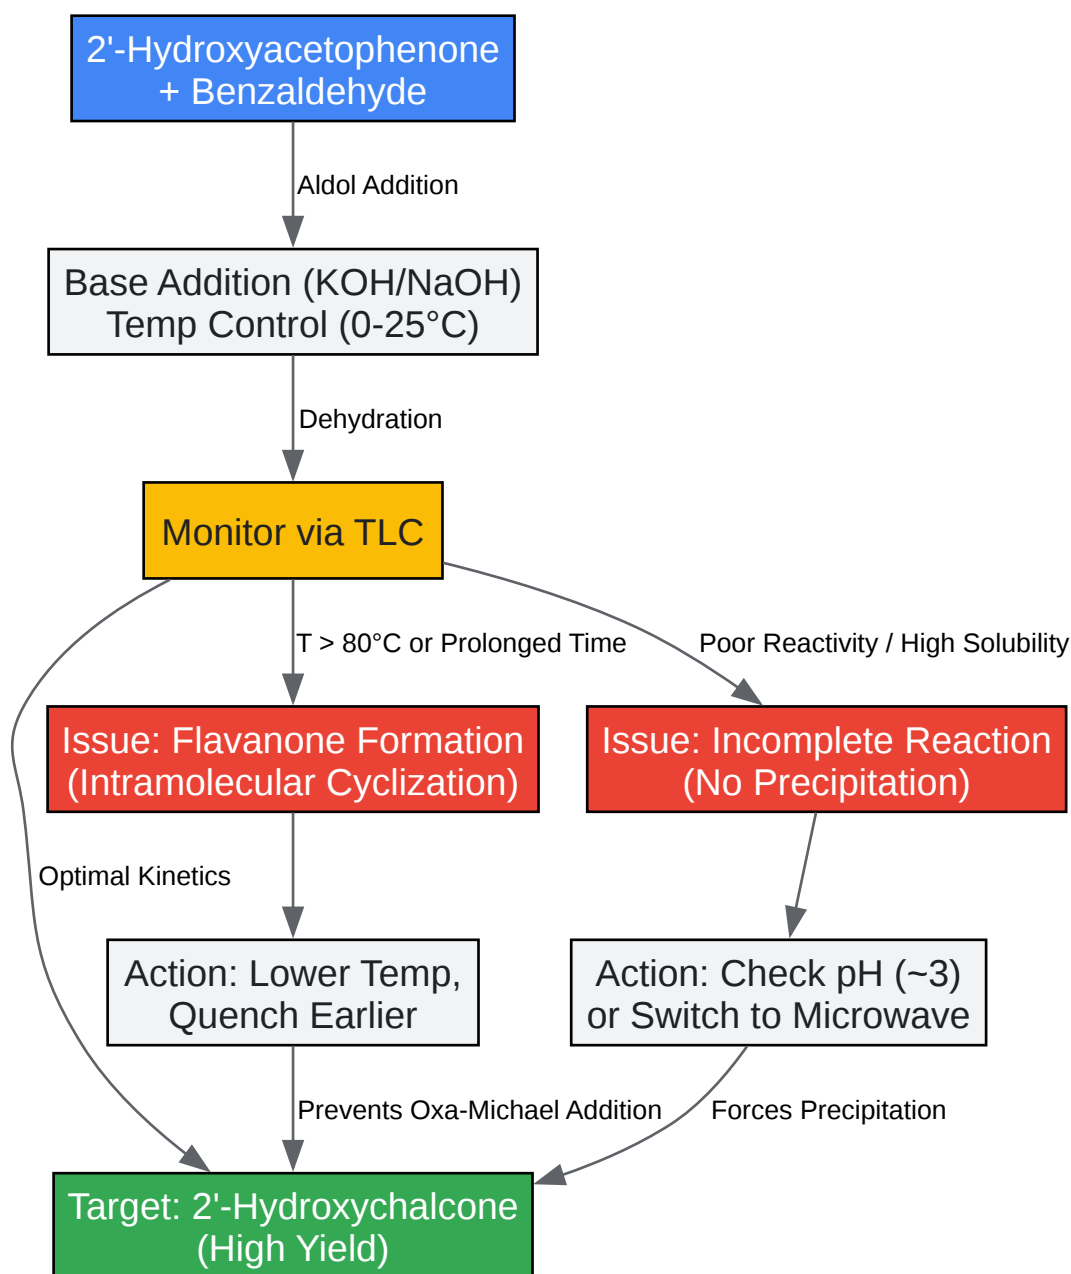 2'-Hydroxyacetophenone
+ Benzaldehyde
Aldol Addition
Base Addition (KOH/NaOH)
Temp Control (0-25°C)
Dehydration
Monitor via TLC
T > 80°C or Prolonged Time
Poor Reactivity / High Solubility
Issue: Flavanone Formation
(Intramolecular Cyclization)
Issue: Incomplete Reaction
(No Precipitation)
Optimal Kinetics
Action: Lower Temp,
Quench Earlier
Action: Check pH (~3)
or Switch to Microwave
Prevents Oxa-Michael Addition
Forces Precipitation
Target: 2'-Hydroxychalcone
(High Yield)